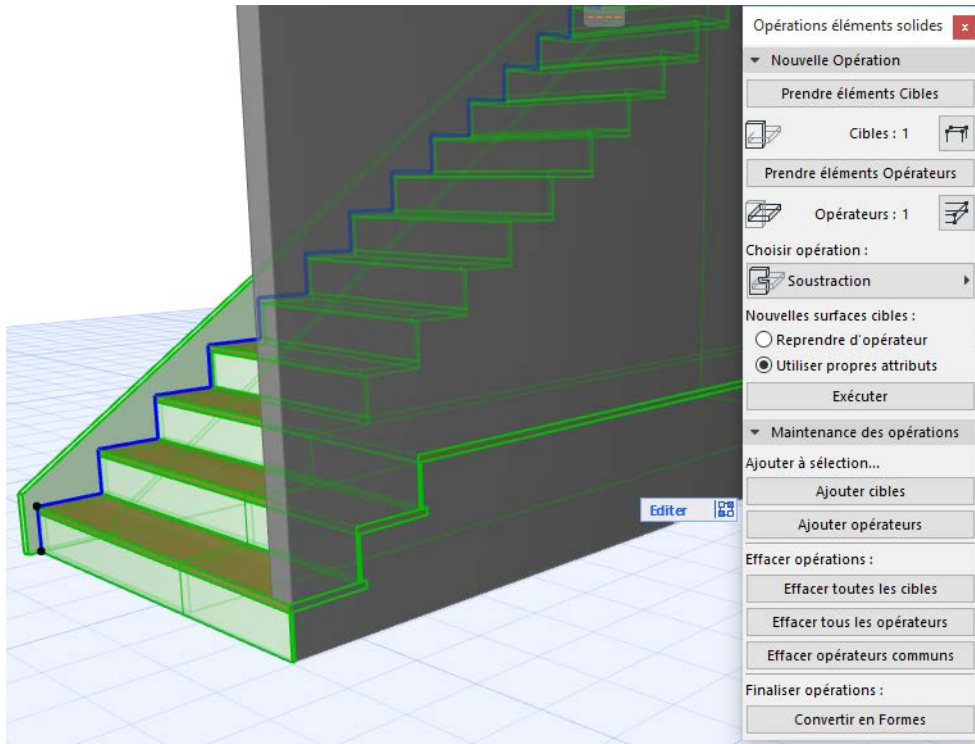 Opérations éléments solides
x
Nouvelle Opération
Prendre éléments Cibles
Cibles : 1
Prendre éléments Opérateurs
Opérateurs : 1
Choisir opération :
Soustraction
Nouvelles surfaces cibles :
Reprendre d'opérateur
Utiliser propres attributs
Exécuter
Maintenance des opérations
Ajouter à sélection...
Ajouter cibles
Editer
Ajouter opérateurs
Effacer opérations :
Effacer toutes les cibles
Effacer tous les opérateurs
Effacer opérateurs communs
Finaliser opérations :
Convertir en Formes